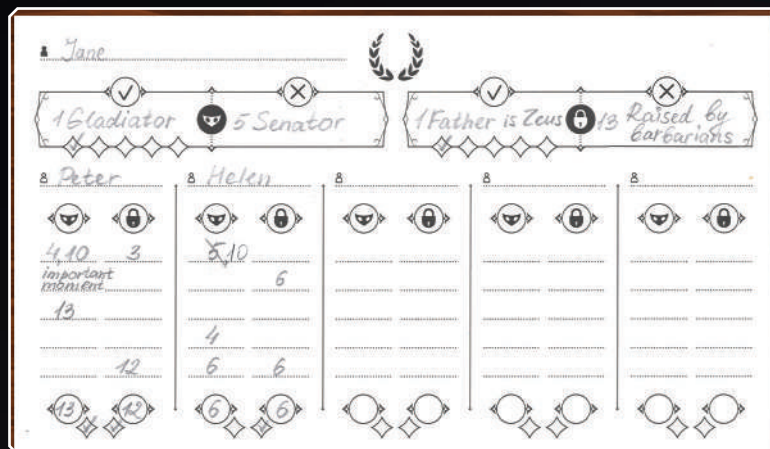 Jane
1 Gladiator 5 Senator
1 Father is Zeus 13 Raised by
barbarians
Peter Helen
4,10 3 5,10
important
moment 6
13
4
12 6 6
13 12 6 6